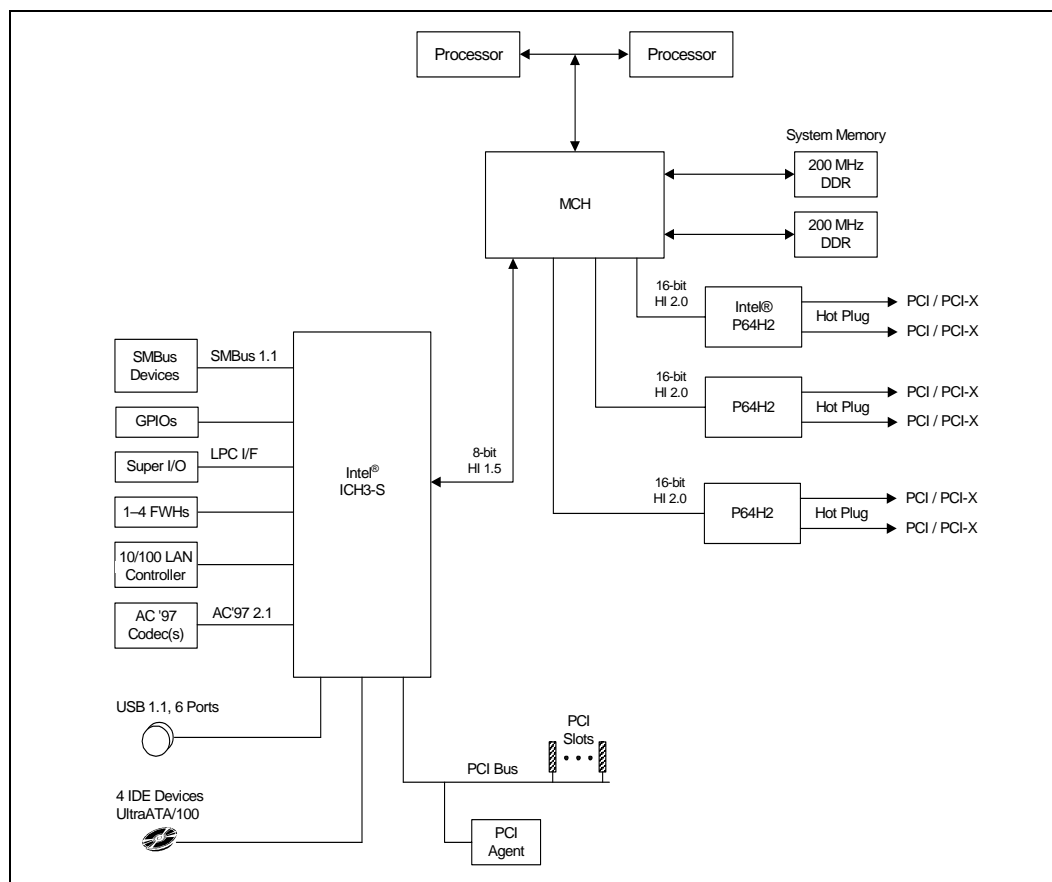 Processor
Processor
System Memory
200 MHz
DDR
MCH
200 MHz
DDR
16-bit
HI 2.0
Intel®
P64H2
Hot Plug
PCI / PCI-X
PCI / PCI-X
16-bit
HI 2.0
P64H2
Hot Plug
PCI / PCI-X
PCI / PCI-X
16-bit
HI 2.0
P64H2
Hot Plug
PCI / PCI-X
PCI / PCI-X
8-bit
HI 1.5
Intel®
ICH3-S
SMBus
Devices
SMBus 1.1
GPIOs
Super I/O
LPC I/F
1–4 FWHs
10/100 LAN
Controller
AC '97
Codec(s)
AC'97 2.1
USB 1.1, 6 Ports
4 IDE Devices
UltraATA/100
PCI
Slots
PCI Bus
PCI
Agent